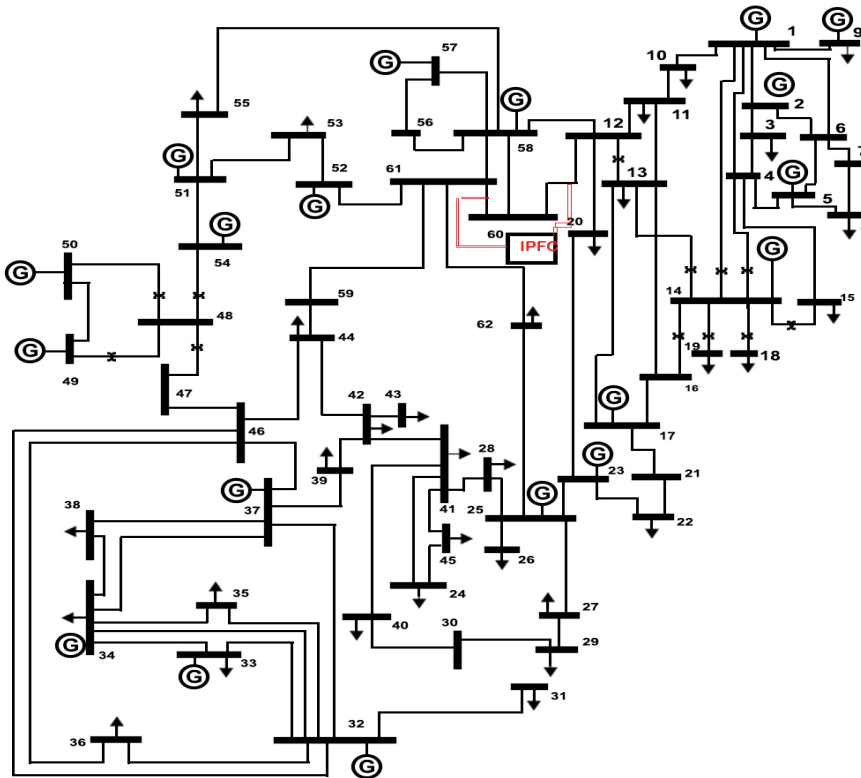 G G
57 1 9
G
10
G G
55 53 56 58 12 11 2
3 6
G
51 52 61 13 7
G 4 G
5
50 G 60 IPFC 20
54 G
G
59 14 15
48 62
G 44 19 18
49 16
47 42 43
46 28 G 17
G 39 G 23
37 41 25 G 21
38 22
45 26
35 24 27
G 34 40 30 29
33
G
31
32
36
G